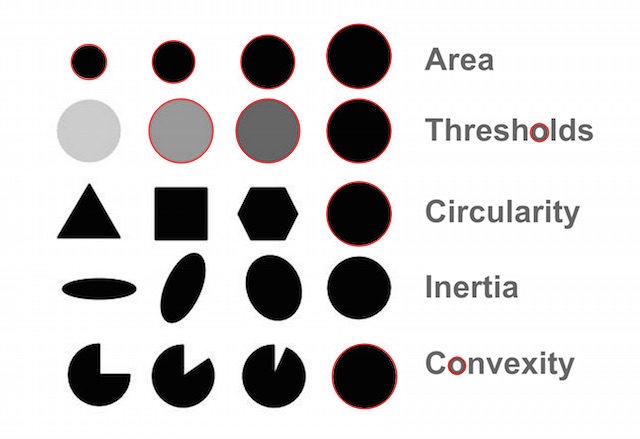 Area
Thresholds
Circularity
Inertia
Convexity